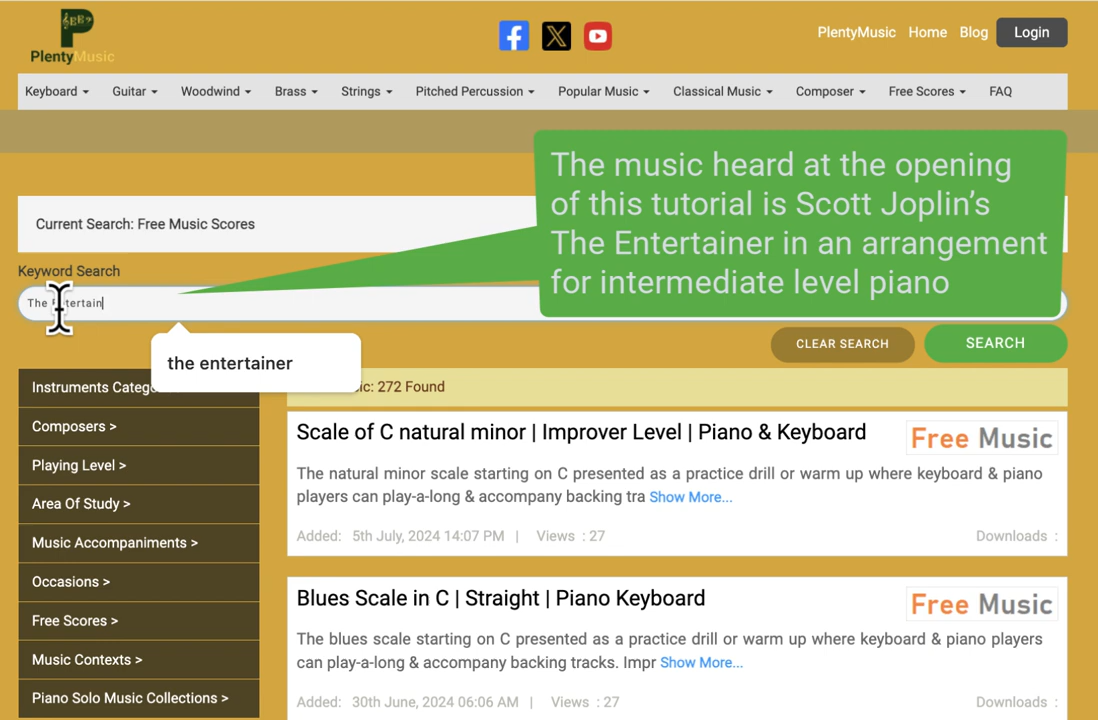 PlentyMusic
PlentyMusic Home Blog Login
Keyboard Guitar Woodwind Brass Strings Pitched Percussion Popular Music Classical Music Composer Free Scores FAQ
The music heard at the opening
of this tutorial is Scott Joplin's
The Entertainer in an arrangement
for intermediate level piano
Current Search: Free Music Scores
Keyword Search
The Entertain
the entertainer
CLEAR SEARCH SEARCH
Instruments Catego
Composers >
Playing Level >
Area Of Study >
Music Accompaniments >
Occasions >
Free Scores >
Music Contexts >
Piano Solo Music Collections >
ic: 272 Found
Scale of C natural minor | Improver Level | Piano & Keyboard
Free Music
The natural minor scale starting on C presented as a practice drill or warm up where keyboard & piano
players can play-a-long & accompany backing tra Show More...
Added: 5th July, 2024 14:07 PM | Views : 27 Downloads :
Blues Scale in C | Straight | Piano Keyboard
Free Music
The blues scale starting on C presented as a practice drill or warm up where keyboard & piano players
can play-a-long & accompany backing tracks. Impr Show More...
Added: 30th June, 2024 06:06 AM | Views : 27 Downloads :